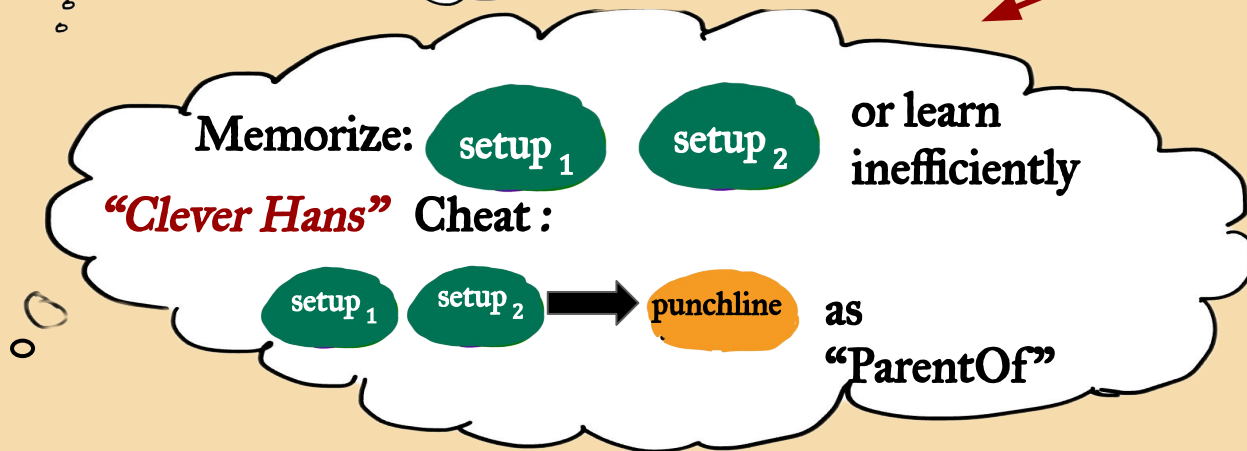 Memorize: setup 1 setup 2 or learn
inefficiently
“Clever Hans” Cheat :
setup 1 setup 2 punchline as
“ParentOf”